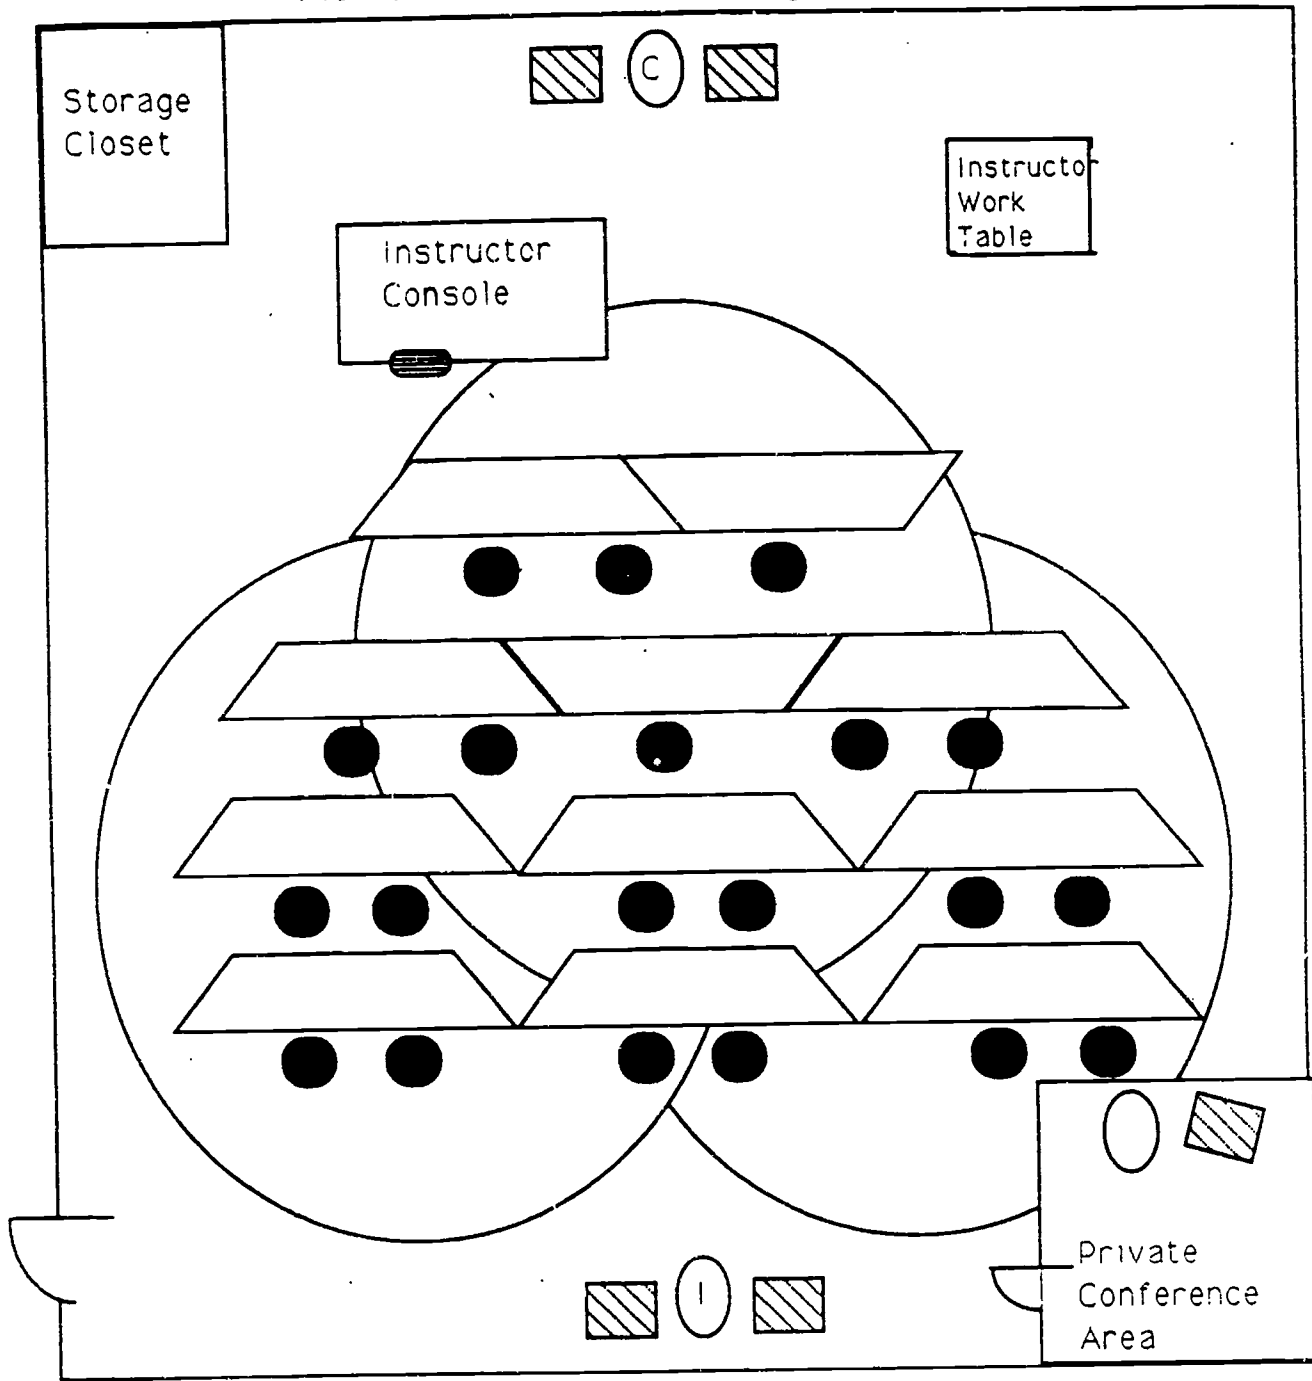 C
Storage
Closet
Instructor
Work
Table
Instructor
Console
I
Private
Conference
Area